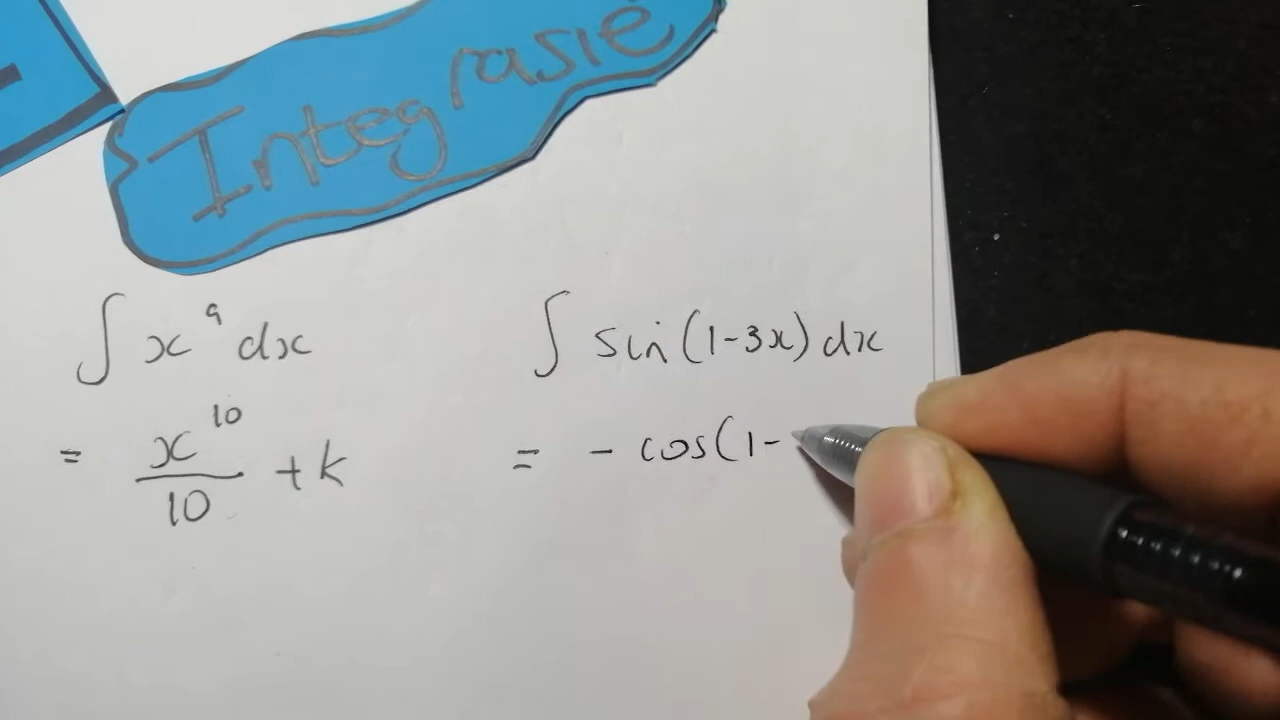 Integrasie
∫ x⁹ dx
= x¹⁰/10 + k
∫ sin(1-3x) dx
= - cos(1-